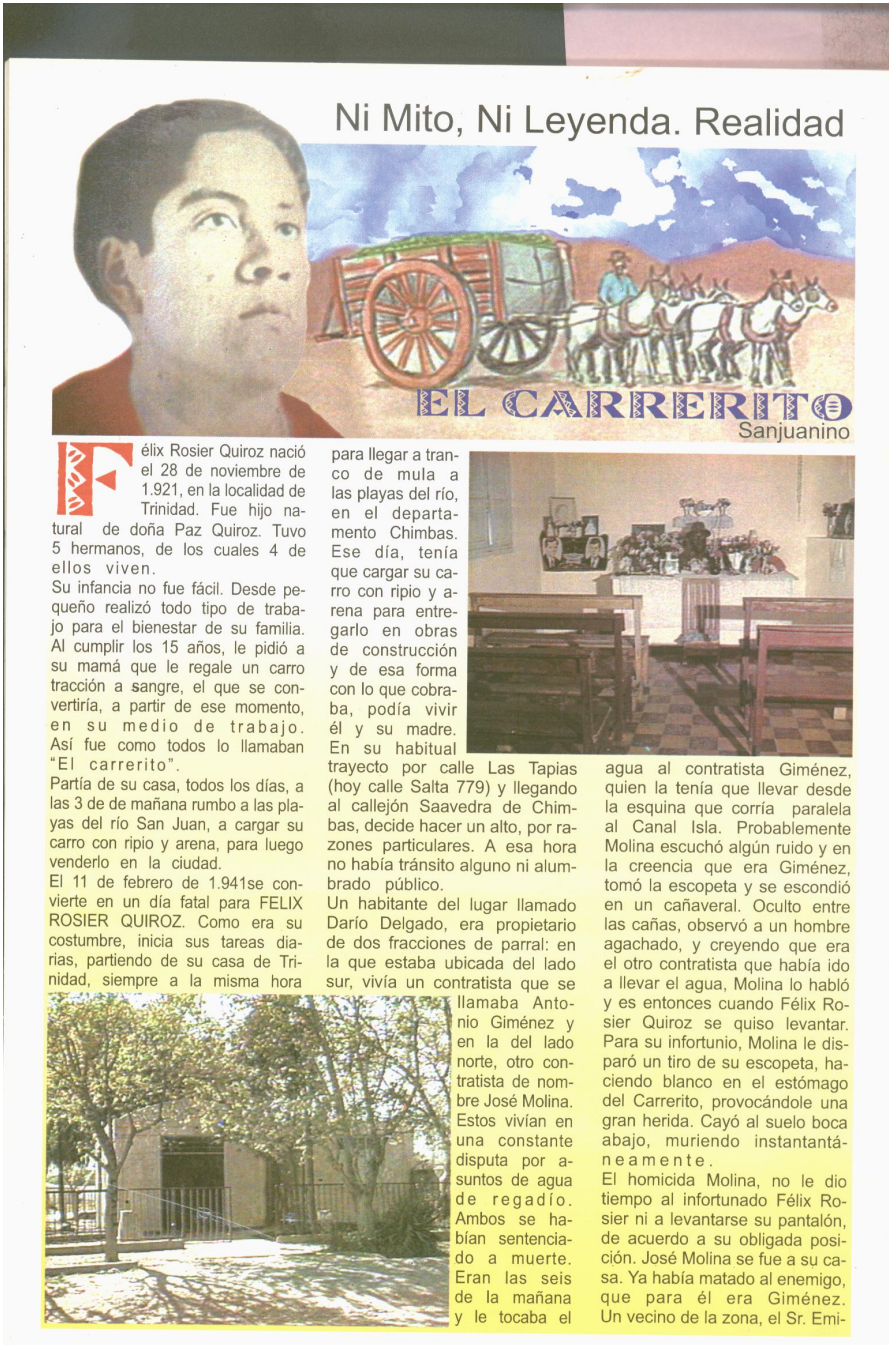 Ni Mito, Ni Leyenda. Realidad
EL CARRERITO
Sanjuanino
Félix Rosier Quiroz nació
el 28 de noviembre de
1.921, en la localidad de
Trinidad. Fue hijo na-
tural de doña Paz Quiroz. Tuvo
5 hermanos, de los cuales 4 de
ellos viven.
Su infancia no fue fácil. Desde pe-
queño realizó todo tipo de traba-
jo para el bienestar de su familia.
Al cumplir los 15 años, le pidió a
su mamá que le regale un carro
tracción a sangre, el que se con-
vertiría, a partir de ese momento,
en su medio de trabajo.
Así fue como todos lo llamaban
"El carrerito".
Partía de su casa, todos los días, a
las 3 de de mañana rumbo a las pla-
yas del río San Juan, a cargar su
carro con ripio y arena, para luego
venderlo en la ciudad.
El 11 de febrero de 1.941se con-
vierte en un día fatal para FELIX
ROSIER QUIROZ. Como era su
costumbre, inicia sus tareas dia-
rias, partiendo de su casa de Tri-
nidad, siempre a la misma hora
para llegar a tran-
co de mula a
las playas del río,
en el departa-
mento Chimbas.
Ese día, tenía
que cargar su ca-
rro con ripio y a-
rena para entre-
garlo en obras
de construcción
y de esa forma
con lo que cobra-
ba, podía vivir
él y su madre.
En su habitual
trayecto por calle Las Tapias
(hoy calle Salta 779) y llegando
al callejón Saavedra de Chim-
bas, decide hacer un alto, por ra-
zones particulares. A esa hora
no había tránsito alguno ni alum-
brado público.
Un habitante del lugar llamado
Darío Delgado, era propietario
de dos fracciones de parral: en
la que estaba ubicada del lado
sur, vivía un contratista que se
llamaba Anto-
nio Giménez y
en la del lado
norte, otro con-
tratista de nom-
bre José Molina.
Estos vivían en
una constante
disputa por a-
suntos de agua
de regadío.
Ambos se ha-
bían sentencia-
do a muerte.
Eran las seis
de la mañana
y le tocaba el
agua al contratista Giménez,
quien la tenía que llevar desde
la esquina que corría paralela
al Canal Isla. Probablemente
Molina escuchó algún ruido y en
la creencia que era Giménez,
tomó la escopeta y se escondió
en un cañaveral. Oculto entre
las cañas, observó a un hombre
agachado, y creyendo que era
el otro contratista que había ido
a llevar el agua, Molina lo habló
y es entonces cuando Félix Ro-
sier Quiroz se quiso levantar.
Para su infortunio, Molina le dis-
paró un tiro de su escopeta, ha-
ciendo blanco en el estómago
del Carrerito, provocándole una
gran herida. Cayó al suelo boca
abajo, muriendo instantantá-
neamente.
El homicida Molina, no le dio
tiempo al infortunado Félix Ro-
sier ni a levantarse su pantalón,
de acuerdo a su obligada posi-
ción. José Molina se fue a su ca-
sa. Ya había matado al enemigo,
que para él era Giménez.
Un vecino de la zona, el Sr. Emi-